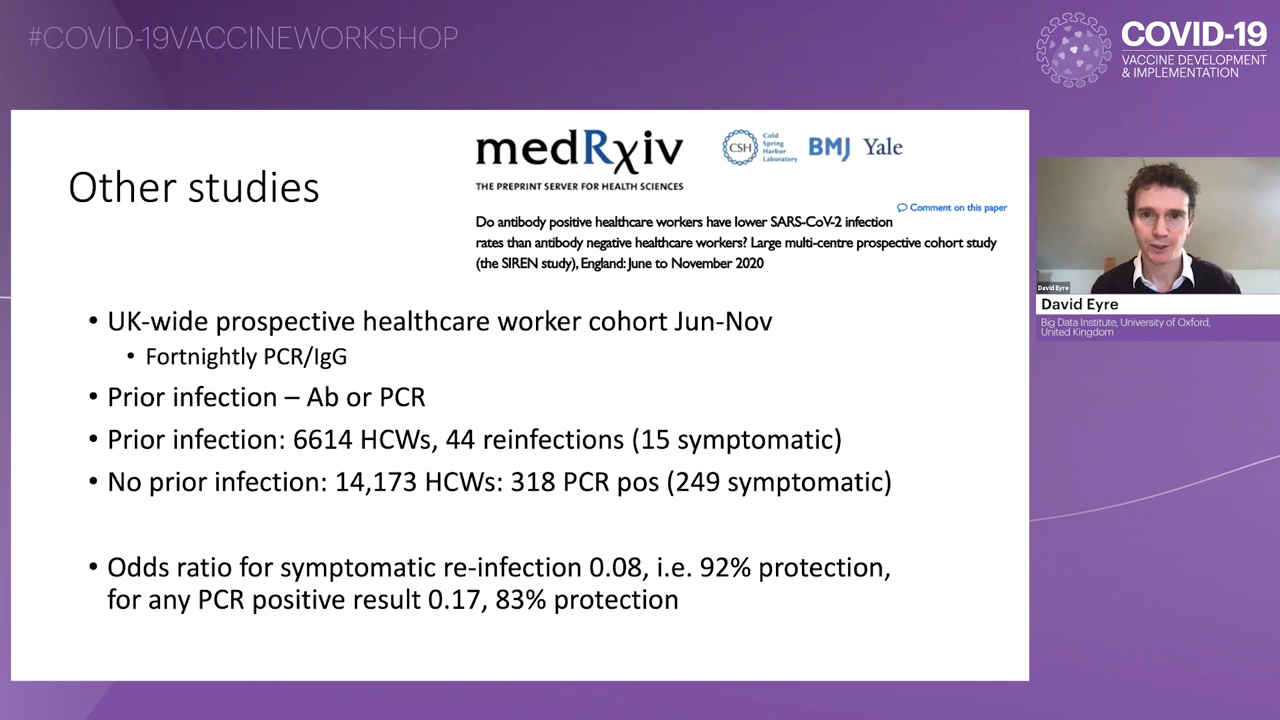 #COVID-19VACCINEWORKSHOP
COVID-19
VACCINE DEVELOPMENT
& IMPLEMENTATION
medRxiv
THE PREPRINT SERVER FOR HEALTH SCIENCES
CSH
Cold
Spring
Harbor
Laboratory
BMJ
Yale
Other studies
Comment on this paper
Do antibody positive healthcare workers have lower SARS-CoV-2 infection
rates than antibody negative healthcare workers? Large multi-centre prospective cohort study
(the SIREN study), England: June to November 2020
• UK-wide prospective healthcare worker cohort Jun-Nov
• Fortnightly PCR/IgG
• Prior infection – Ab or PCR
• Prior infection: 6614 HCWs, 44 reinfections (15 symptomatic)
• No prior infection: 14,173 HCWs: 318 PCR pos (249 symptomatic)
• Odds ratio for symptomatic re-infection 0.08, i.e. 92% protection,
for any PCR positive result 0.17, 83% protection
David Eyre
David Eyre
Big Data Institute, University of Oxford,
United Kingdom